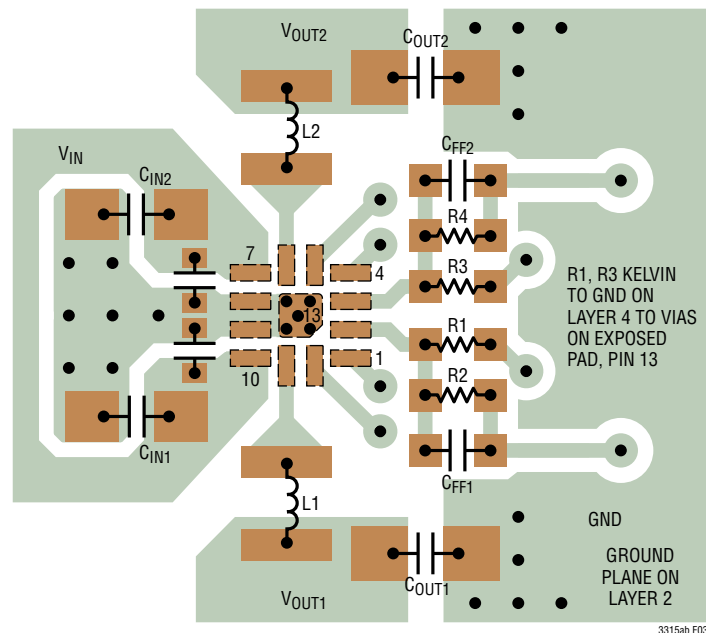 VOUT2
COUT2
L2
CFF2
VIN
CIN2
R4
7
4
R3
13
R1, R3 KELVIN
TO GND ON
LAYER 4 TO VIAS
ON EXPOSED
PAD, PIN 13
R1
1
10
R2
CIN1
CFF1
L1
GND
GROUND
PLANE ON
LAYER 2
COUT1
VOUT1
3315ab F03